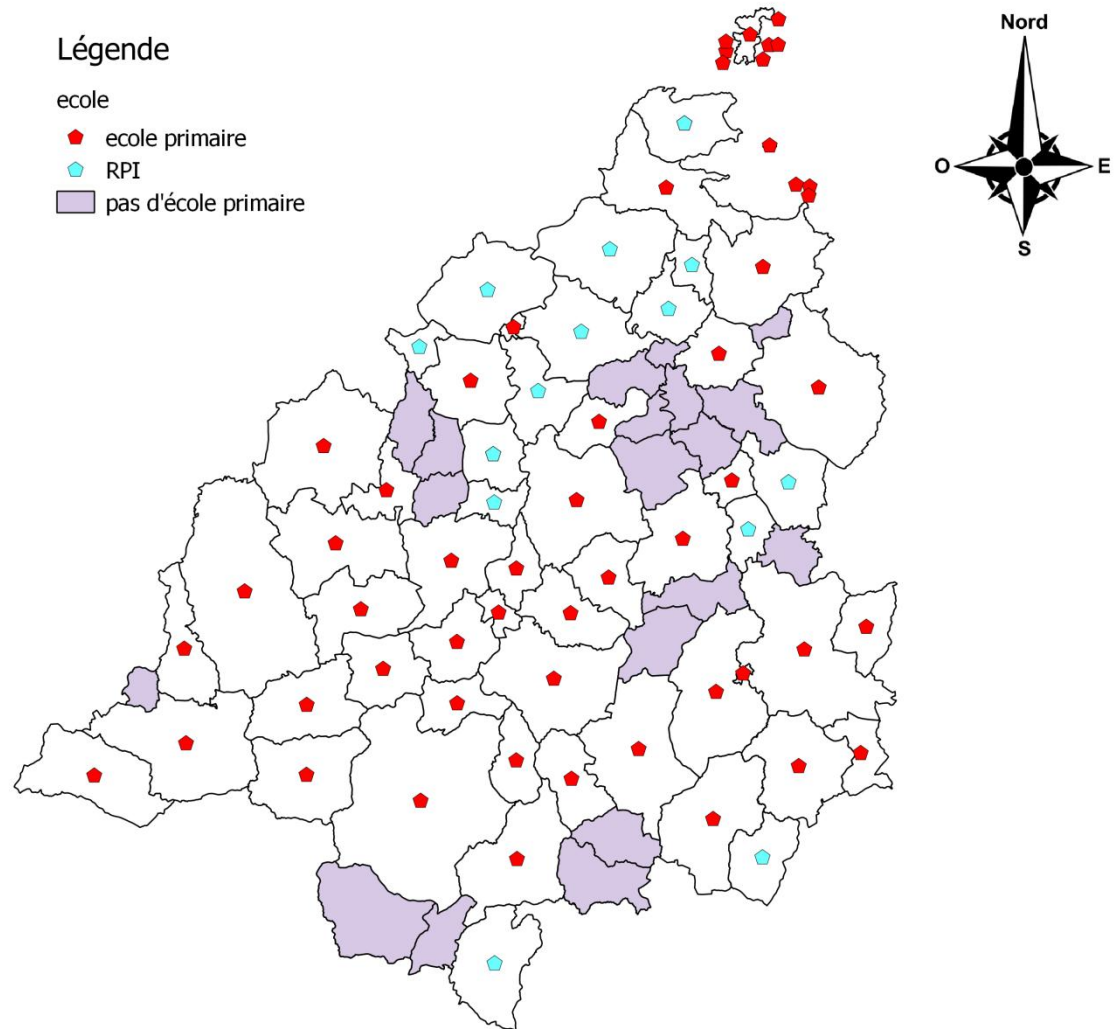 Légende
ecole
ecole primaire
RPI
pas d'école primaire
Nord
O
E
S